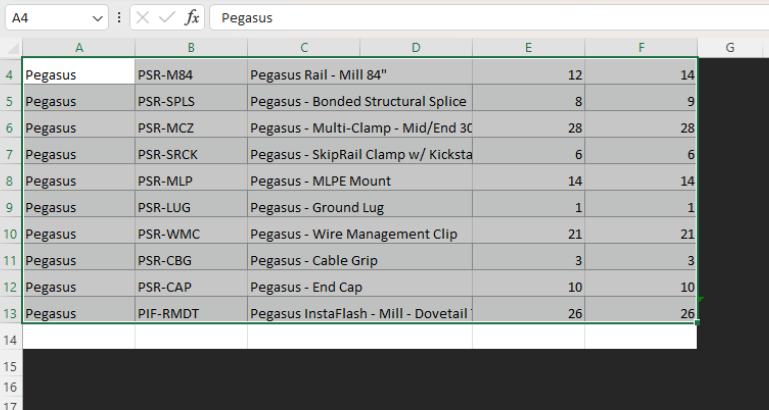 A4 fx Pegasus
A B C D E F G
4 Pegasus PSR-M84 Pegasus Rail - Mill 84" 12 14
5 Pegasus PSR-SPLS Pegasus - Bonded Structural Splice 8 9
6 Pegasus PSR-MCZ Pegasus - Multi-Clamp - Mid/End 30 28 28
7 Pegasus PSR-SRCK Pegasus - SkipRail Clamp w/ Kicksta 6 6
8 Pegasus PSR-MLP Pegasus - MLPE Mount 14 14
9 Pegasus PSR-LUG Pegasus - Ground Lug 1 1
10 Pegasus PSR-WMC Pegasus - Wire Management Clip 21 21
11 Pegasus PSR-CBG Pegasus - Cable Grip 3 3
12 Pegasus PSR-CAP Pegasus - End Cap 10 10
13 Pegasus PIF-RMDT Pegasus InstaFlash - Mill - Dovetail 26 26
14
15
16
17